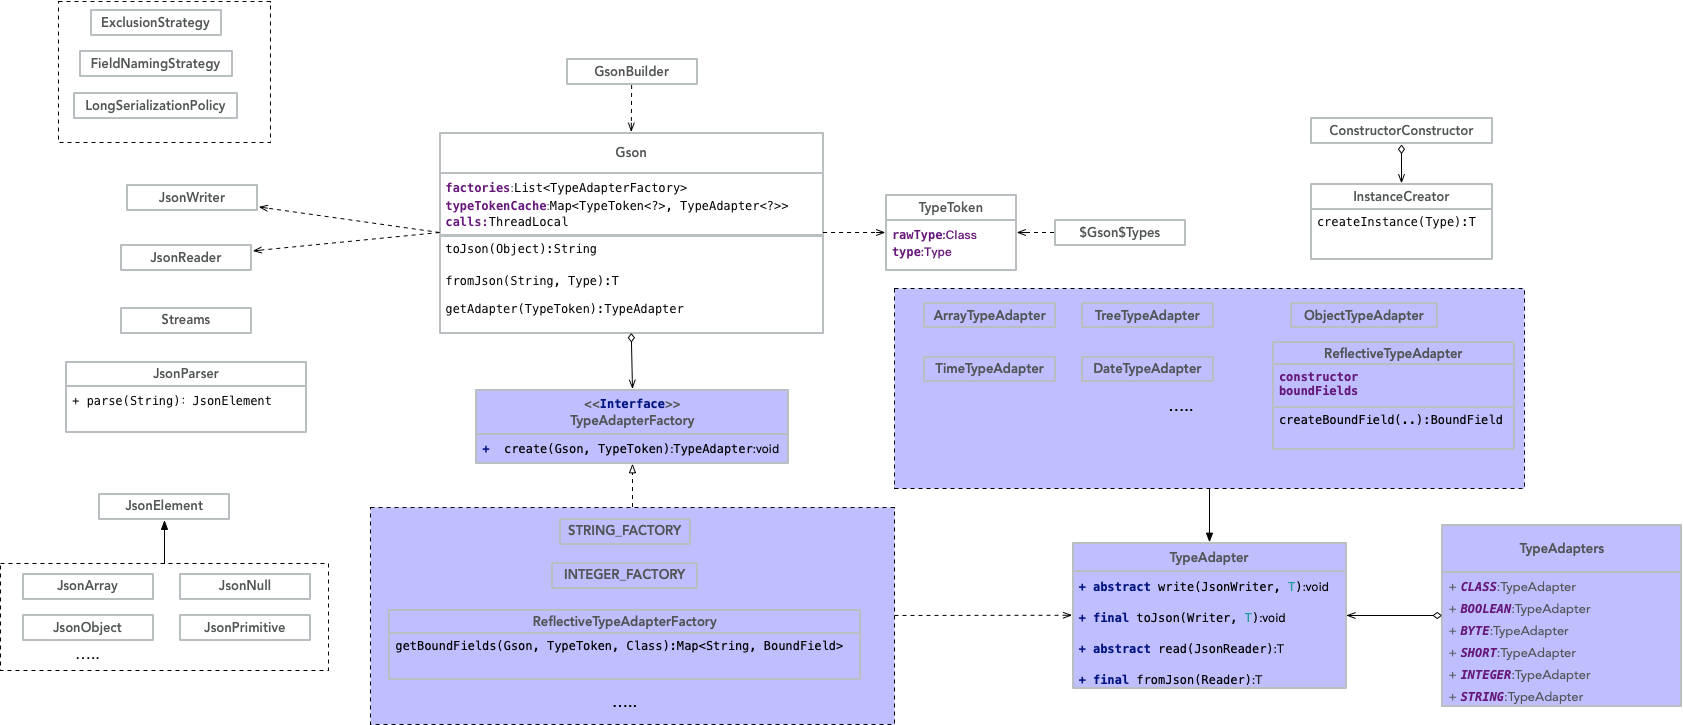 ExclusionStrategy
FieldNamingStrategy
LongSerializationPolicy
GsonBuilder
Gson
factories:List<TypeAdapterFactory>
typeTokenCache:Map<TypeToken<?>, TypeAdapter<?>>
calls:ThreadLocal
toJson(Object):String
fromJson(String, Type):T
getAdapter(TypeToken):TypeAdapter
JsonWriter
JsonReader
Streams
JsonParser
+ parse(String): JsonElement
TypeToken
rawType:Class
type:Type
$Gson$Types
ConstructorConstructor
InstanceCreator
createInstance(Type):T
<<Interface>>
TypeAdapterFactory
+ create(Gson, TypeToken):TypeAdapter:void
ArrayTypeAdapter
TreeTypeAdapter
ObjectTypeAdapter
TimeTypeAdapter
DateTypeAdapter
.....
ReflectiveTypeAdapter
constructor
boundFields
createBoundField(..):BoundField
JsonElement
JsonArray
JsonNull
JsonObject
JsonPrimitive
.....
STRING_FACTORY
INTEGER_FACTORY
ReflectiveTypeAdapterFactory
getBoundFields(Gson, TypeToken, Class):Map<String, BoundField>
.....
TypeAdapter
+ abstract write(JsonWriter, T):void
+ final toJson(Writer, T):void
+ abstract read(JsonReader):T
+ final fromJson(Reader):T
TypeAdapters
+ CLASS:TypeAdapter
+ BOOLEAN:TypeAdapter
+ BYTE:TypeAdapter
+ SHORT:TypeAdapter
+ INTEGER:TypeAdapter
+ STRING:TypeAdapter